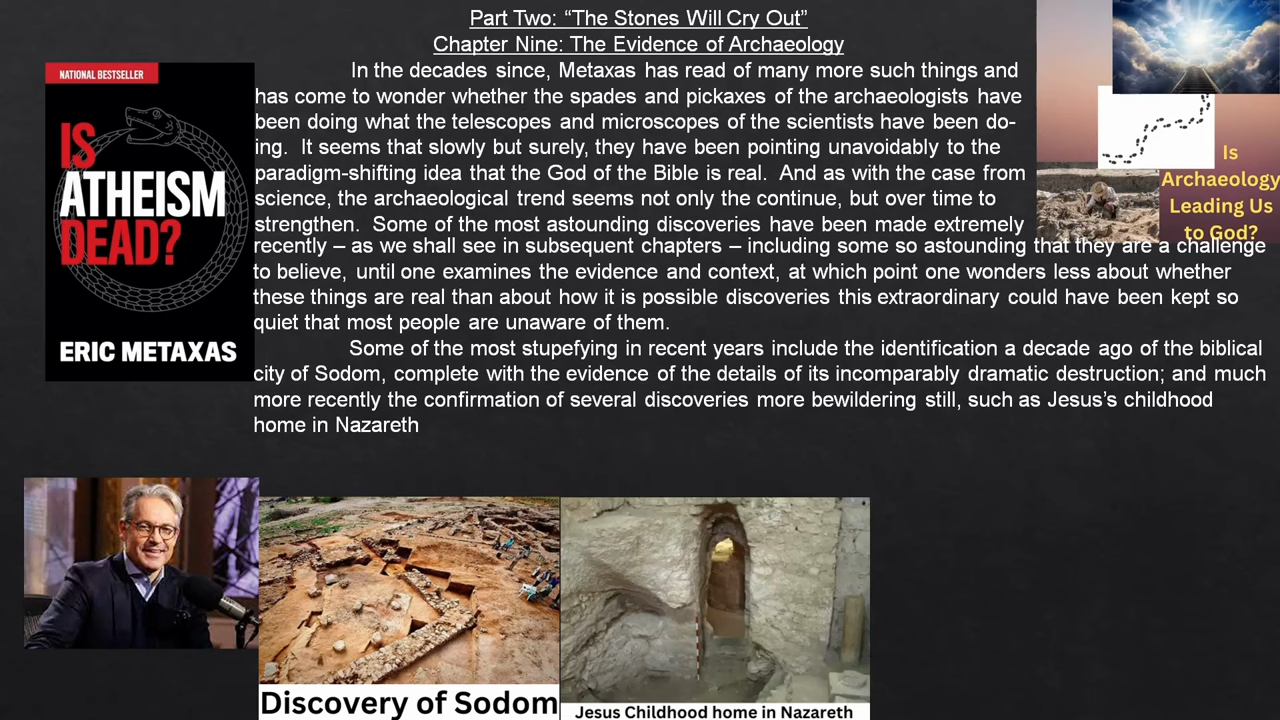 Part Two: “The Stones Will Cry Out”
Chapter Nine: The Evidence of Archaeology
In the decades since, Metaxas has read of many more such things and
has come to wonder whether the spades and pickaxes of the archaeologists have
been doing what the telescopes and microscopes of the scientists have been do-
ing. It seems that slowly but surely, they have been pointing unavoidably to the
paradigm-shifting idea that the God of the Bible is real. And as with the case from
science, the archaeological trend seems not only the continue, but over time to
strengthen. Some of the most astounding discoveries have been made extremely
recently – as we shall see in subsequent chapters – including some so astounding that they are a challenge
to believe, until one examines the evidence and context, at which point one wonders less about whether
these things are real than about how it is possible discoveries this extraordinary could have been kept so
quiet that most people are unaware of them.
Some of the most stupefying in recent years include the identification a decade ago of the biblical
city of Sodom, complete with the evidence of the details of its incomparably dramatic destruction; and much
more recently the confirmation of several discoveries more bewildering still, such as Jesus’s childhood
home in Nazareth
NATIONAL BESTSELLER
IS
ATHEISM
DEAD?
ERIC METAXAS
Is
Archaeology
Leading Us
to God?
Discovery of Sodom
Jesus Childhood home in Nazareth